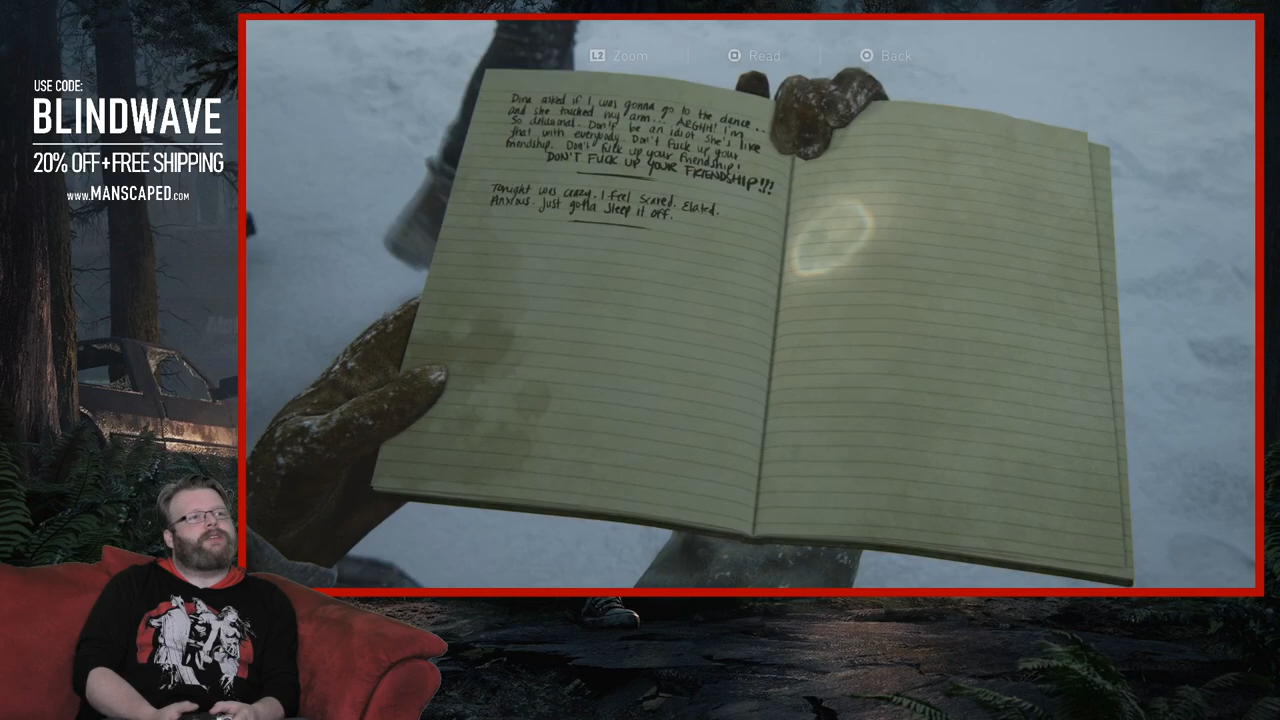 USE CODE:
BLINDWAVE
20% OFF+FREE SHIPPING
www.MANSCAPED.com
L2 Zoom
Read
Back
Dina asked if I was gonna go to the dance...
and she touched my arm... ARGHH! I'm
so delusional. Don't be an idiot she's like
that with everybody. Don't fuck up your
friendship. Don't fuck up your friendship!
DON'T FUCK UP YOUR FRIENDSHIP!!!
Tonight was crazy. I feel scared. Elated.
Anxious. Just gotta sleep it off.